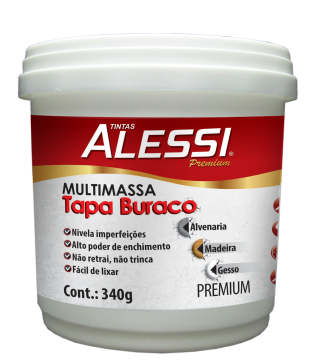 TINTAS
ALESSI®
Premium
MULTIMASSA
Tapa Buraco
Nivela imperfeições
Alto poder de enchimento
Não retrai, não trinca
Fácil de lixar
Alvenaria
Madeira
Gesso
Cont.: 340g
PREMIUM